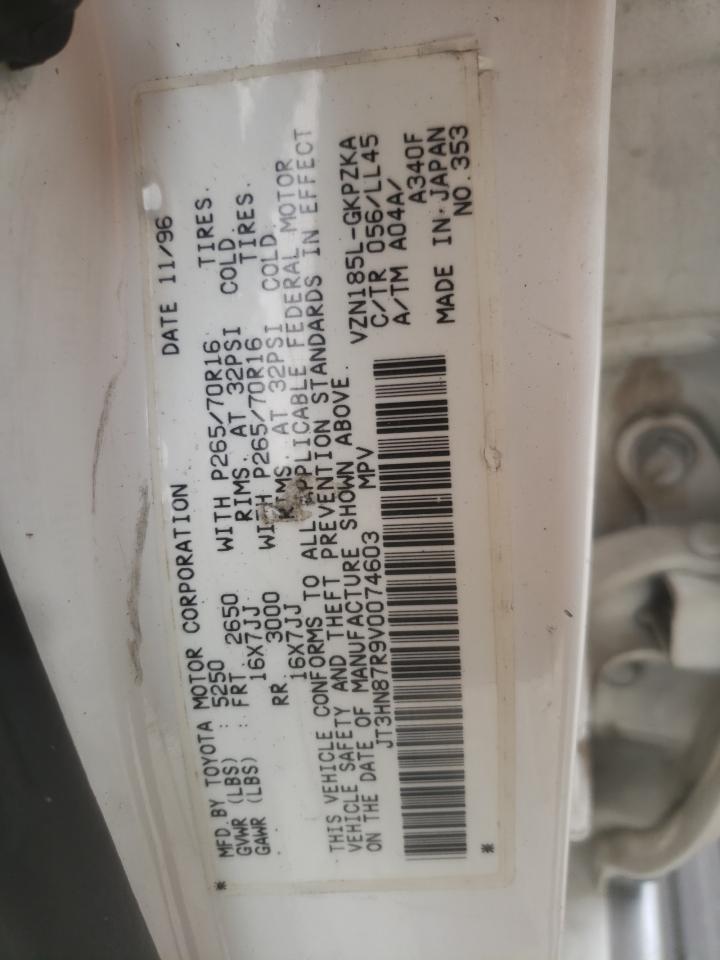 MFD. BY TOYOTA MOTOR CORPORATION DATE 11/96
GVWR (LBS) : 5250
GAWR (LBS) : FRT. 2650 WITH P265/70R16 TIRES.
16X7JJ RIMS. AT 32PSI COLD.
RR. 3000 WITH P265/70R16 TIRES.
16X7JJ RIMS. AT 32PSI COLD.
THIS VEHICLE CONFORMS TO ALL APPLICABLE FEDERAL MOTOR
VEHICLE SAFETY AND THEFT PREVENTION STANDARDS IN EFFECT
ON THE DATE OF MANUFACTURE SHOWN ABOVE.
JT3HN87R9V0074603 MPV
VZN185L-GKPZKA
C/TR 056/LL45
A/TM A04A/
A340F
MADE IN JAPAN
* * NO.353